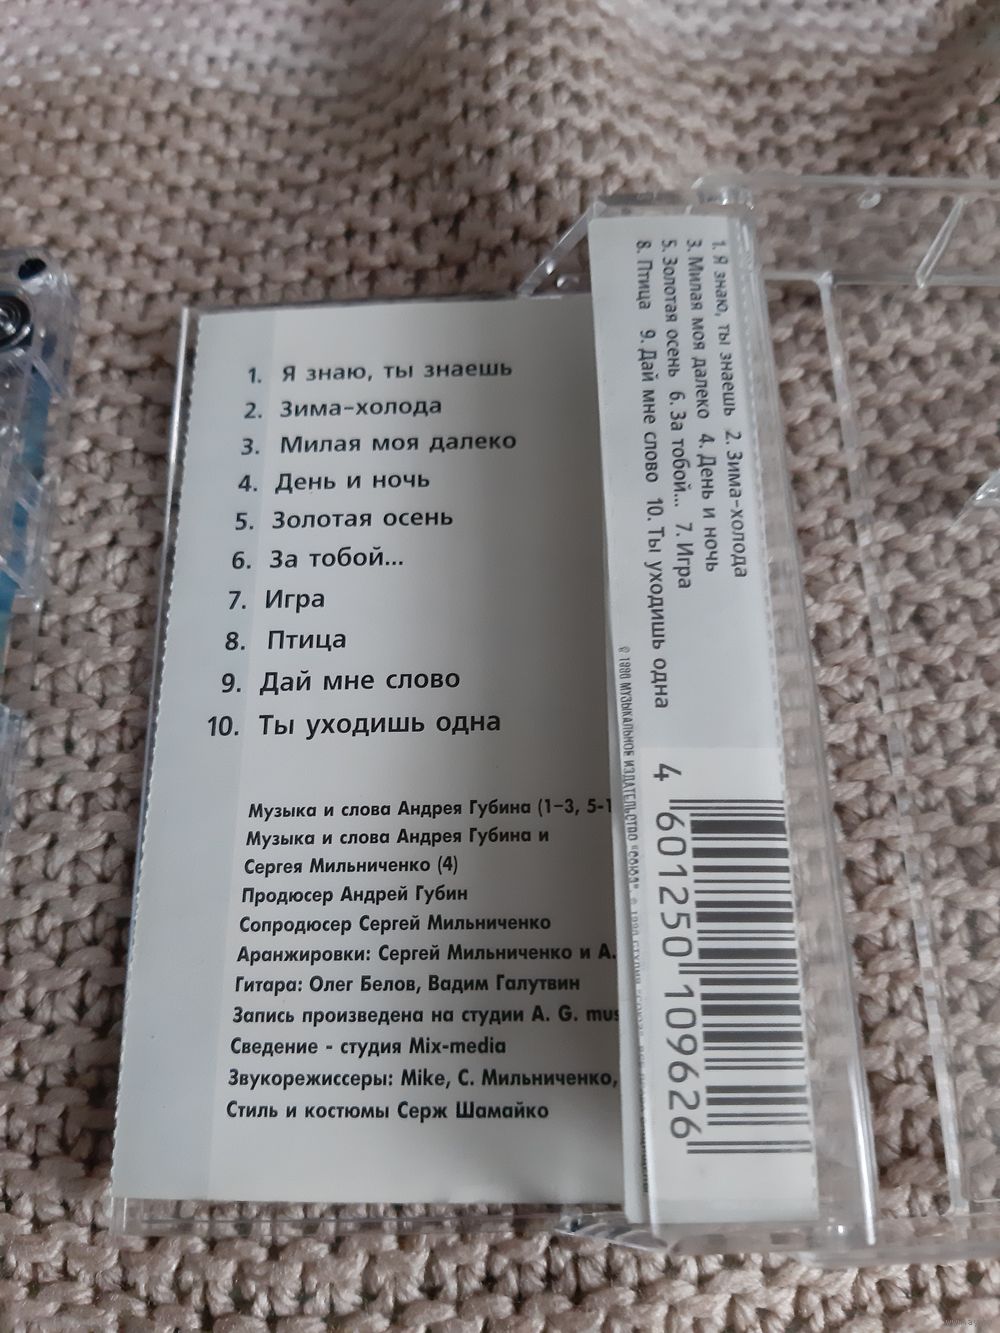 1. Я знаю, ты знаешь
2. Зима-холода
3. Милая моя далеко
4. День и ночь
5. Золотая осень
6. За тобой...
7. Игра
8. Птица
9. Дай мне слово
10. Ты уходишь одна
Музыка и слова Андрея Губина (1-3, 5-1
Музыка и слова Андрея Губина и
Сергея Мильниченко (4)
Продюсер Андрей Губин
Сопродюсер Сергей Мильниченко
Аранжировки: Сергей Мильниченко и А.
Гитара: Олег Белов, Вадим Галутвин
Запись произведена на студии A. G. mus
Сведение - студия Mix-media
Звукорежиссеры: Mike, С. Мильниченко,
Стиль и костюмы Серж Шамайко
1. Я знаю, ты знаешь 2. Зима-холода
3. Милая моя далеко 4. День и ночь
5. Золотая осень 6. За тобой... 7. Игра
8. Птица 9. Дай мне слово 10. Ты уходишь одна
МУЗЫКАЛЬНОЕ ИЗДАТЕЛЬСТВО "СОЮЗ".
4 601250 109626